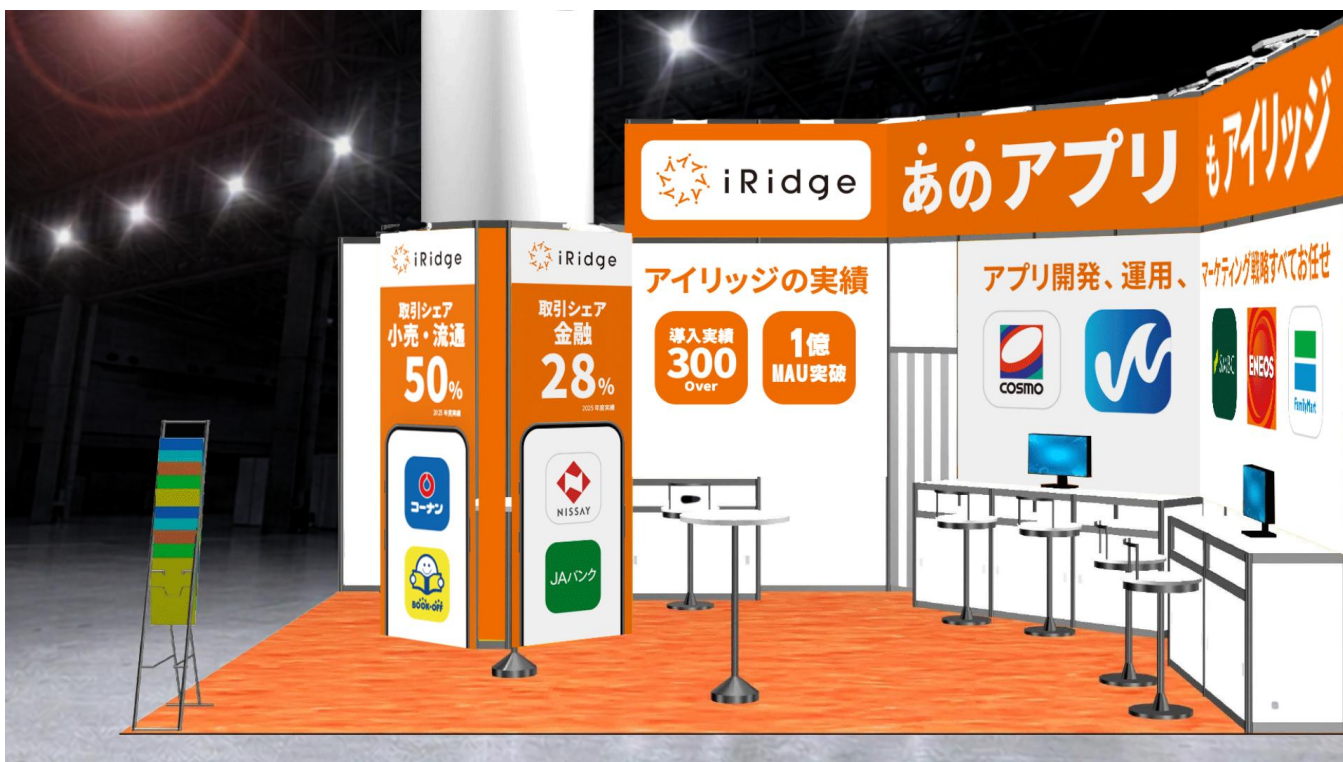 iRidge
あのアプリ
もアイリッジ
iRidge
取引シェア
小売・流通
50%
2025年度実績
コーナン
BOOK-OFF
iRidge
取引シェア
金融
28%
2025年度実績
NISSAY
JAバンク
アイリッジの実績
導入実績
300
Over
1億
MAU突破
アプリ開発、運用、
マーケティング戦略すべてお任せ
COSMO
SMBC
ENEOS
FamilyMart